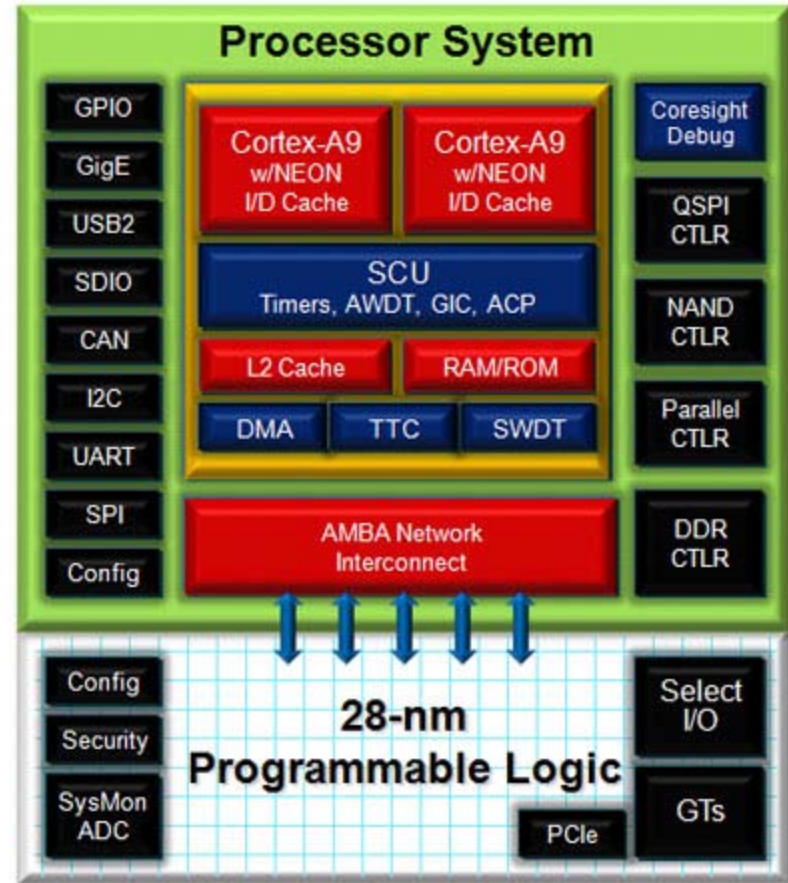 Processor System
GPIO
GigE
USB2
SDIO
CAN
I2C
UART
SPI
Config
Cortex-A9
w/NEON
I/D Cache
Cortex-A9
w/NEON
I/D Cache
SCU
Timers, AWDT, GIC, ACP
L2 Cache
RAM/ROM
DMA
TTC
SWDT
AMBA Network
Interconnect
Coresight
Debug
QSPI
CTLR
NAND
CTLR
Parallel
CTLR
DDR
CTLR
Config
Security
SysMon
ADC
28-nm
Programmable Logic
PCIe
Select
I/O
GTs